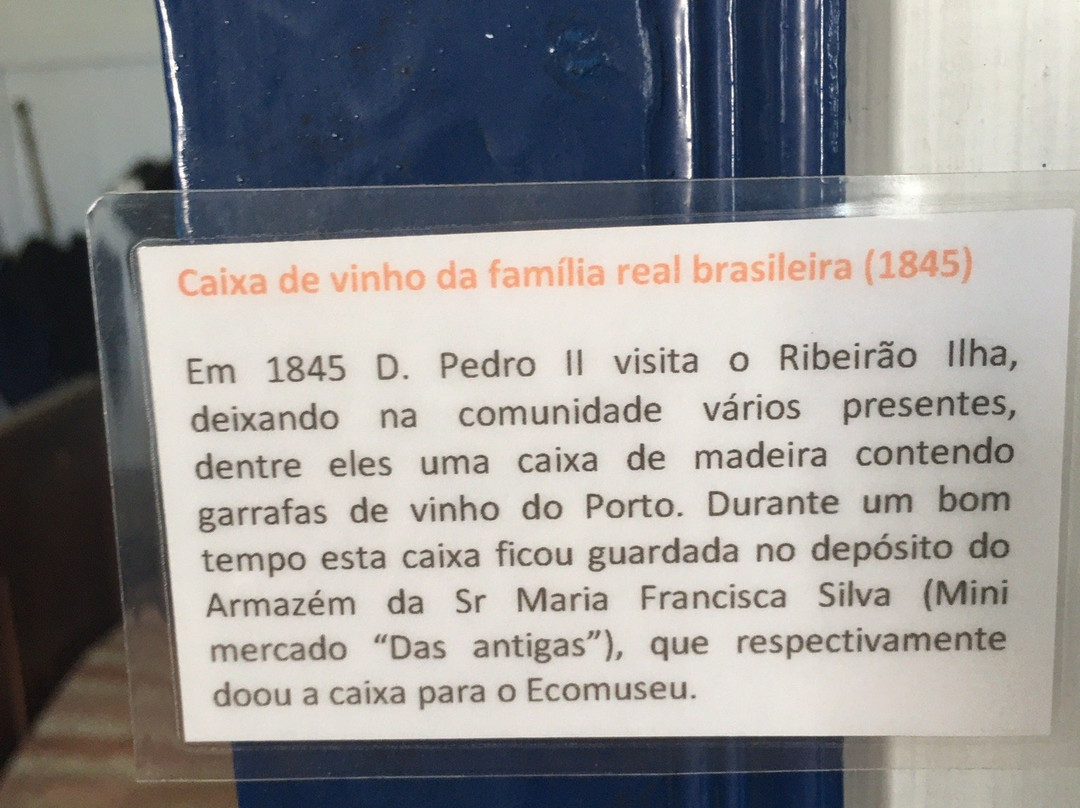 Caixa de vinho da família real brasileira (1845)
Em 1845 D. Pedro II visita o Ribeirão Ilha,
deixando na comunidade vários presentes,
dentre eles uma caixa de madeira contendo
garrafas de vinho do Porto. Durante um bom
tempo esta caixa ficou guardada no depósito do
Armazém da Sr Maria Francisca Silva (Mini
mercado “Das antigas”), que respectivamente
doou a caixa para o Ecomuseu.